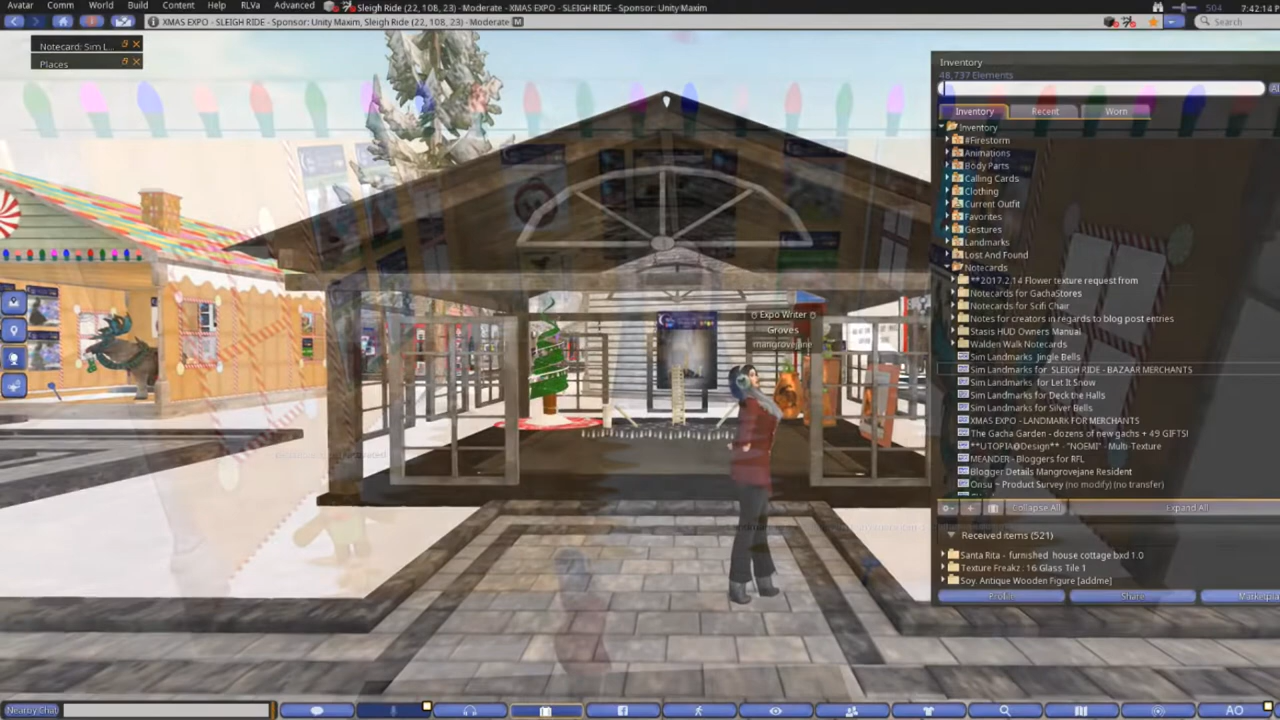 Avatar Comm World Build Content Help RLVa Advanced Sleigh Ride (22, 108, 23) - Moderate - XMAS EXPO - SLEIGH RIDE - Sponsor: Unity Maxim
504 7:42:14 P
XMAS EXPO - SLEIGH RIDE - Sponsor: Unity Maxim, Sleigh Ride (22, 108, 23) - Moderate M
Search
Notecard: Sim L...
Places
Expo Writer
Groves
mangrovejane
Inventory
48,737 Elements
Inventory Recent Worn
Inventory
#Firestorm
Animations
Body Parts
Calling Cards
Clothing
Current Outfit
Favorites
Gestures
Landmarks
Lost And Found
Notecards
**2017.2.14 Flower texture request from
Notecards for GachaStores
Notecards for Scifi Chair
Notes for creators in regards to blog post entries
Stasis HUD Owners Manual
Walden Walk Notecards
Sim Landmarks Jingle Bells
Sim Landmarks for SLEIGH RIDE - BAZAAR MERCHANTS
Sim Landmarks for Let It Snow
Sim Landmarks for Deck the Halls
Sim Landmarks for Silver Bells
XMAS EXPO - LANDMARK FOR MERCHANTS
The Gacha Garden - dozens of new gachs + 49 GIFTS!
**UTOPIA@Design** - "NOEMI" - Multi-Texture
MEANDER - Bloggers for RFL
Blogger Details Mangrovejane Resident
Onsu ~ Product Survey (no modify) (no transfer)
Collapse All Expand All
Received items (521)
Santa Rita - furnished house cottage bxd 1.0
Texture Freakz : 16 Glass Tile 1
Soy. Antique Wooden Figure [addme]
Profile Share Marketpla
Nearby Chat
AO